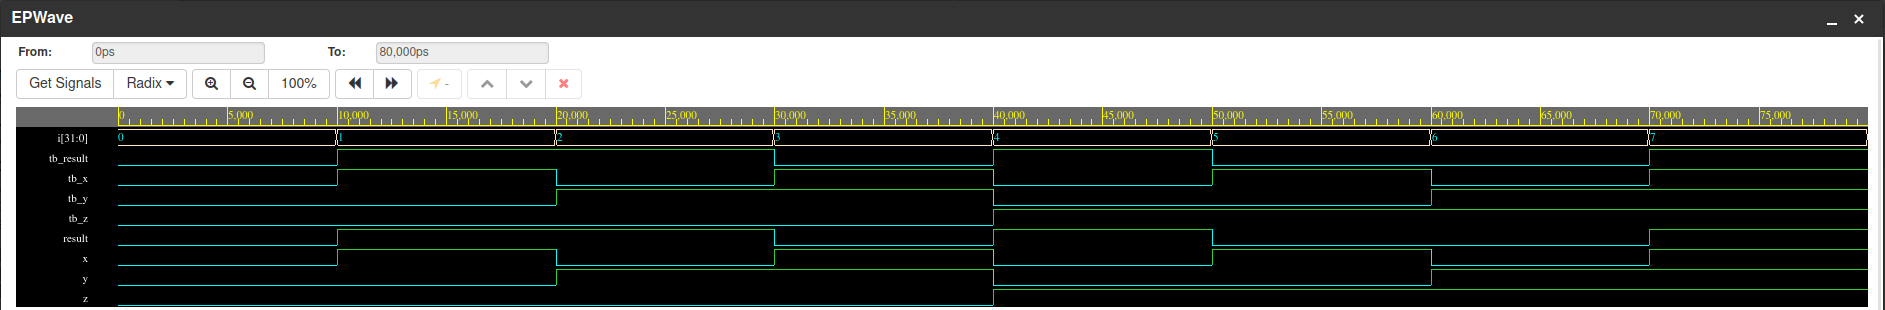 EPWave
From: 0ps To: 80,000ps
Get Signals Radix 100% -
0 5,000 10,000 15,000 20,000 25,000 30,000 35,000 40,000 45,000 50,000 55,000 60,000 65,000 70,000 75,000
i[31:0] 0 1 2 3 4 5 6 7
tb_result
tb_x
tb_y
tb_z
result
x
y
z